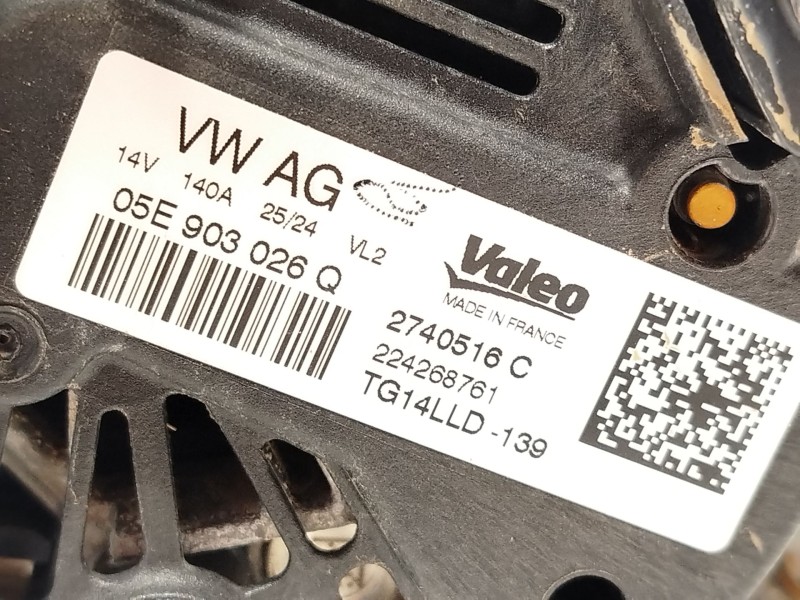 VW AG
14V 140A 25/24 VL2
05E 903 026 Q
Valeo
MADE IN FRANCE
2740516 C
224268761
TG14LLD -139